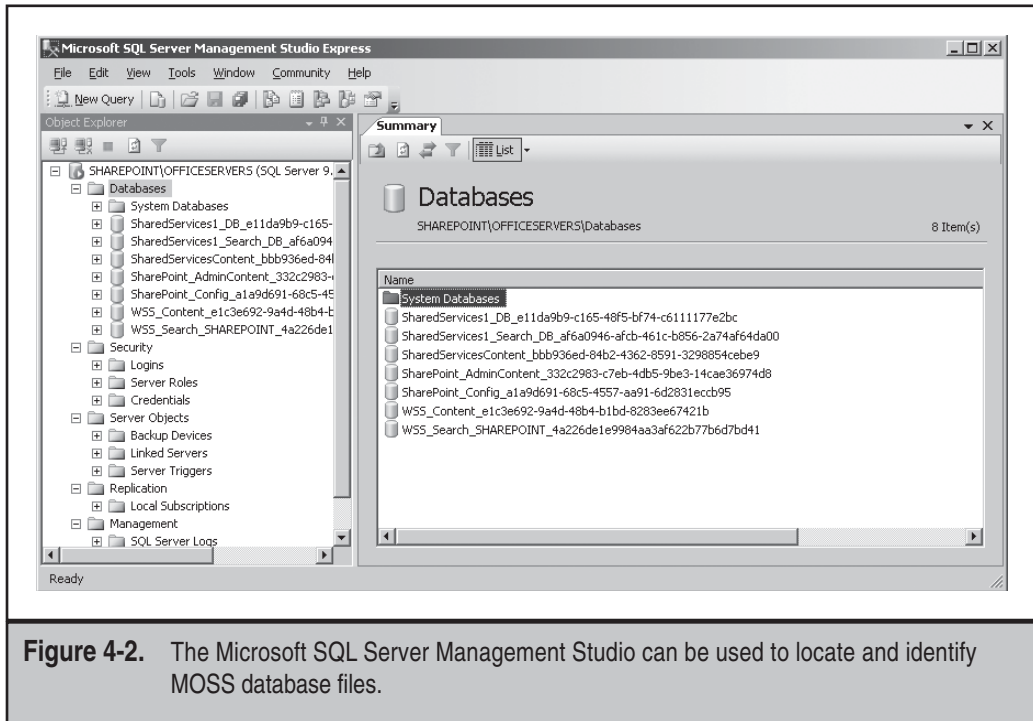 Microsoft SQL Server Management Studio Express
File Edit View Tools Window Community Help
New Query
Object Explorer
SHAREPOINT\OFFICESERVERS (SQL Server 9.
Databases
System Databases
SharedServices1_DB_e11da9b9-c165-
SharedServices1_Search_DB_af6a094
SharedServicesContent_bbb936ed-84
SharePoint_AdminContent_332c2983-
SharePoint_Config_a1a9d691-68c5-45
WSS_Content_e1c3e692-9a4d-48b4-b
WSS_Search_SHAREPOINT_4a226de1
Security
Logins
Server Roles
Credentials
Server Objects
Backup Devices
Linked Servers
Server Triggers
Replication
Local Subscriptions
Management
SQL Server Logs
Summary
List
Databases
SHAREPOINT\OFFICESERVERS\Databases 8 Item(s)
Name
System Databases
SharedServices1_DB_e11da9b9-c165-48f5-bf74-c6111177e2bc
SharedServices1_Search_DB_af6a0946-afcb-461c-b856-2a74af64da00
SharedServicesContent_bbb936ed-84b2-4362-8591-3298854cebe9
SharePoint_AdminContent_332c2983-c7eb-4db5-9be3-14cae36974d8
SharePoint_Config_a1a9d691-68c5-4557-aa91-6d2831eccb95
WSS_Content_e1c3e692-9a4d-48b4-b1bd-8283ee67421b
WSS_Search_SHAREPOINT_4a226de1e9984aa3af622b77b6d7bd41
Ready
Figure 4-2. The Microsoft SQL Server Management Studio can be used to locate and identify
MOSS database files.